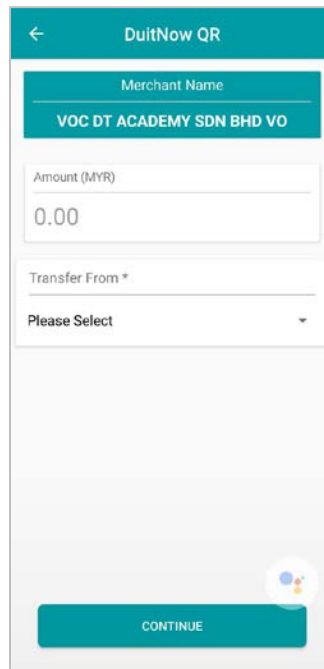 DuitNow QR
Merchant Name
VOC DT ACADEMY SDN BHD VO
Amount (MYR)
0.00
Transfer From *
Please Select
CONTINUE